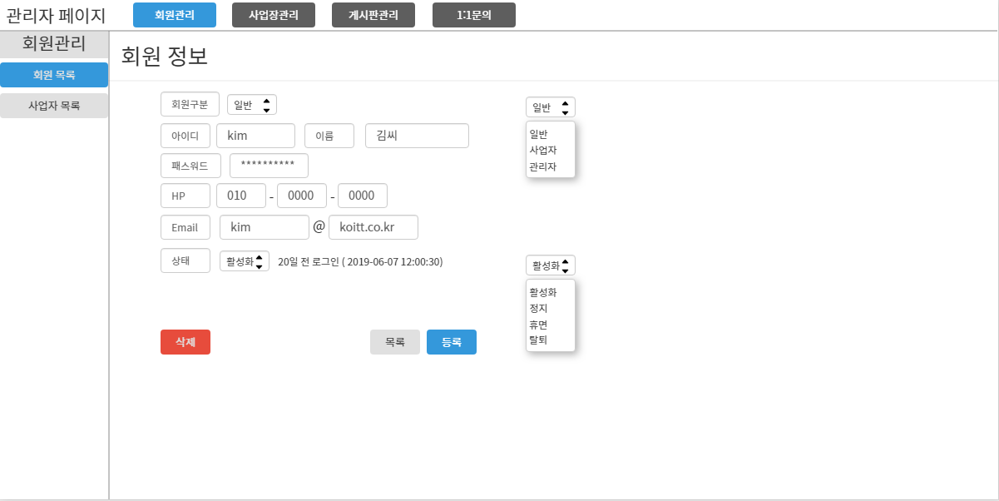 관리자 페이지
회원관리 사업장관리 게시판관리 1:1문의
회원관리
회원 목록
사업자 목록
회원 정보
회원구분 일반
아이디 kim 이름 김씨
패스워드 **********
HP 010 - 0000 - 0000
Email kim @ koitt.co.kr
상태 활성화 20일 전 로그인 ( 2019-06-07 12:00:30)
삭제 목록 등록
일반
일반
사업자
관리자
활성화
활성화
정지
휴면
탈퇴